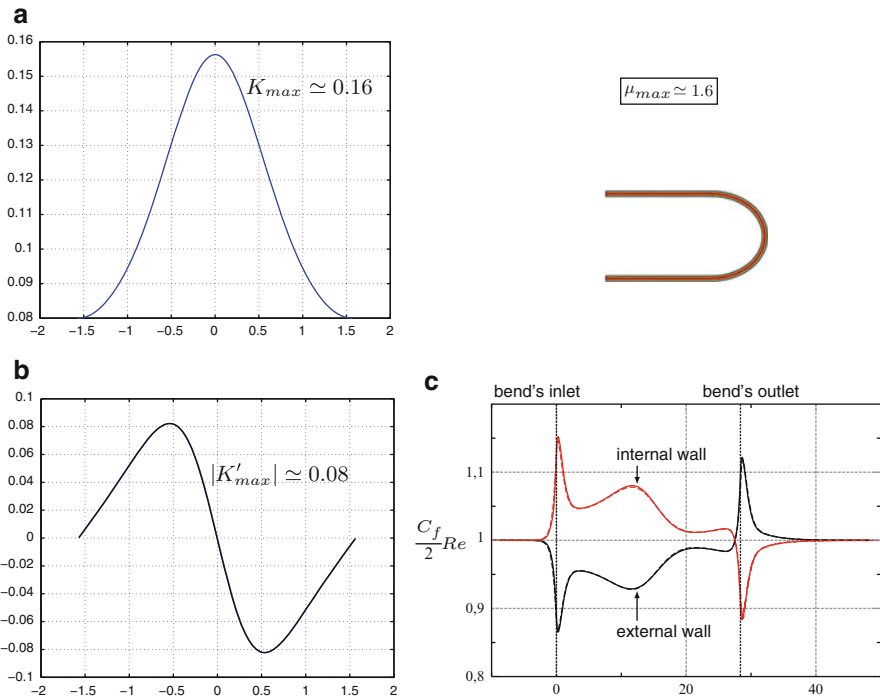 a
0.16
0.15
0.14
0.13
0.12
0.11
0.1
0.09
0.08
−2 −1.5 −1 −0.5 0 0.5 1 1.5 2
K_max ≃ 0.16
μ_max ≃ 1.6
b
0.1
0.08
0.06
0.04
0.02
0
−0.02
−0.04
−0.06
−0.08
−0.1
−1.5 −1 −0.5 0 0.5 1 1.5 2
|K'_max| ≃ 0.08
c
bend's inlet bend's outlet
internal wall
1,1
1
0,9
0,8
C_f/2 Re
external wall
0 20 40